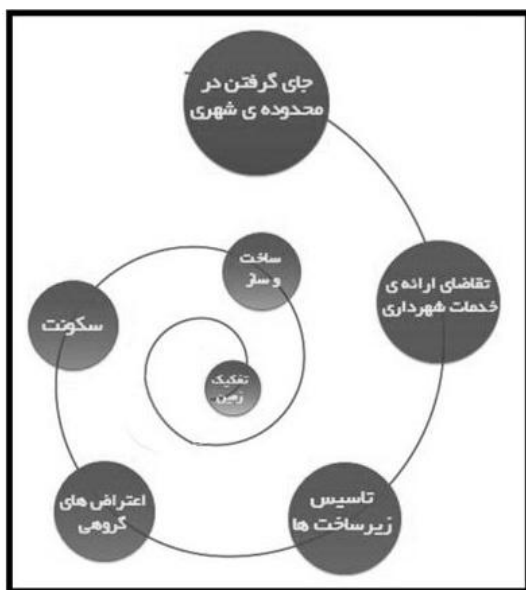 جای گرفتن در
محدوده ی شهری
تقاضای ارائه ی
خدمات شهرداری
ساخت
و ساز
سکونت
تفکیک
زمین
اعتراض های
گروهی
تاسیس
زیرساخت ها